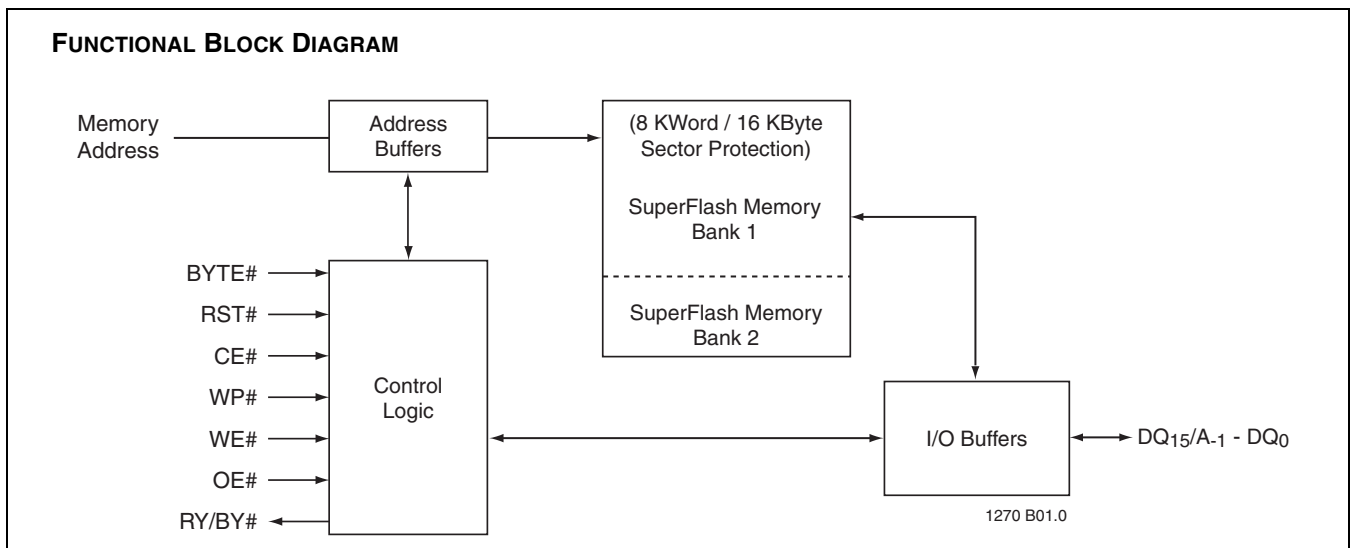 FUNCTIONAL BLOCK DIAGRAM
Memory
Address
Address
Buffers
(8 KWord / 16 KByte
Sector Protection)
SuperFlash Memory
Bank 1
SuperFlash Memory
Bank 2
BYTE#
RST#
CE#
WP#
WE#
OE#
RY/BY#
Control
Logic
I/O Buffers
DQ15/A-1 - DQ0
1270 B01.0